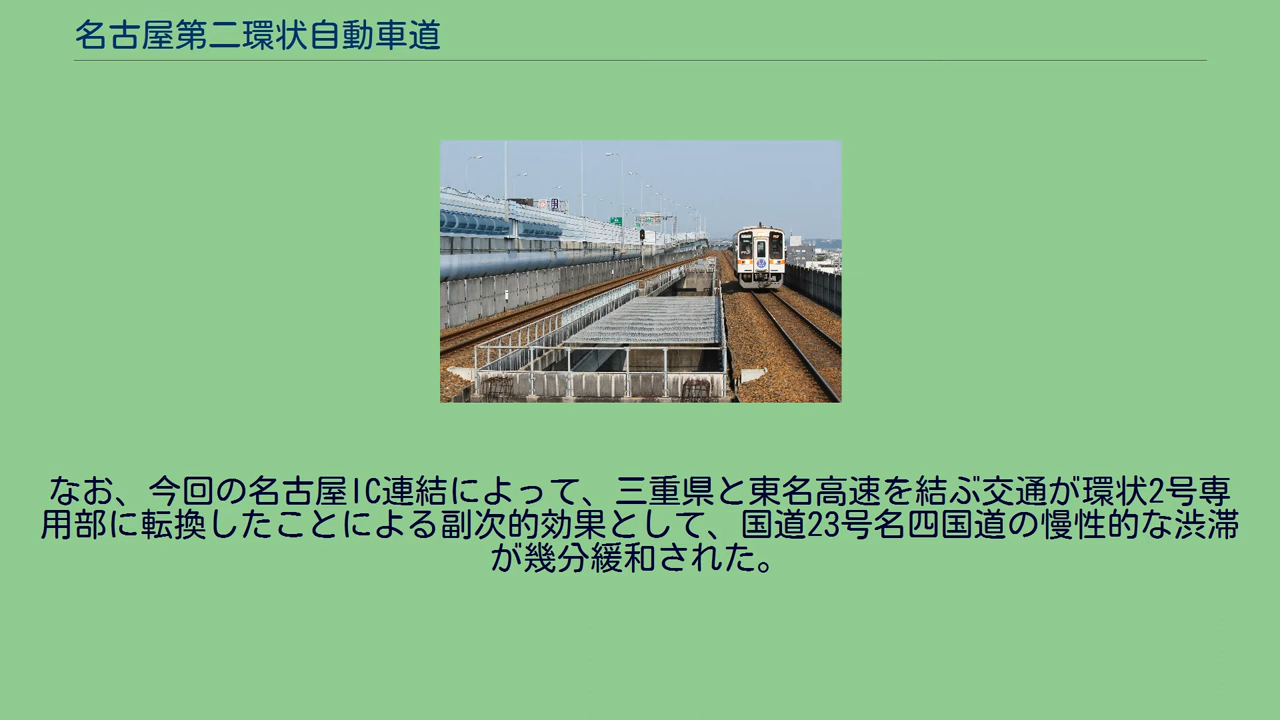 名古屋第二環状自動車道
なお、今回の名古屋IC連結によって、三重県と東名高速を結ぶ交通が環状2号専
用部に転換したことによる副次的効果として、国道23号名四国道の慢性的な渋滞
が幾分緩和された。